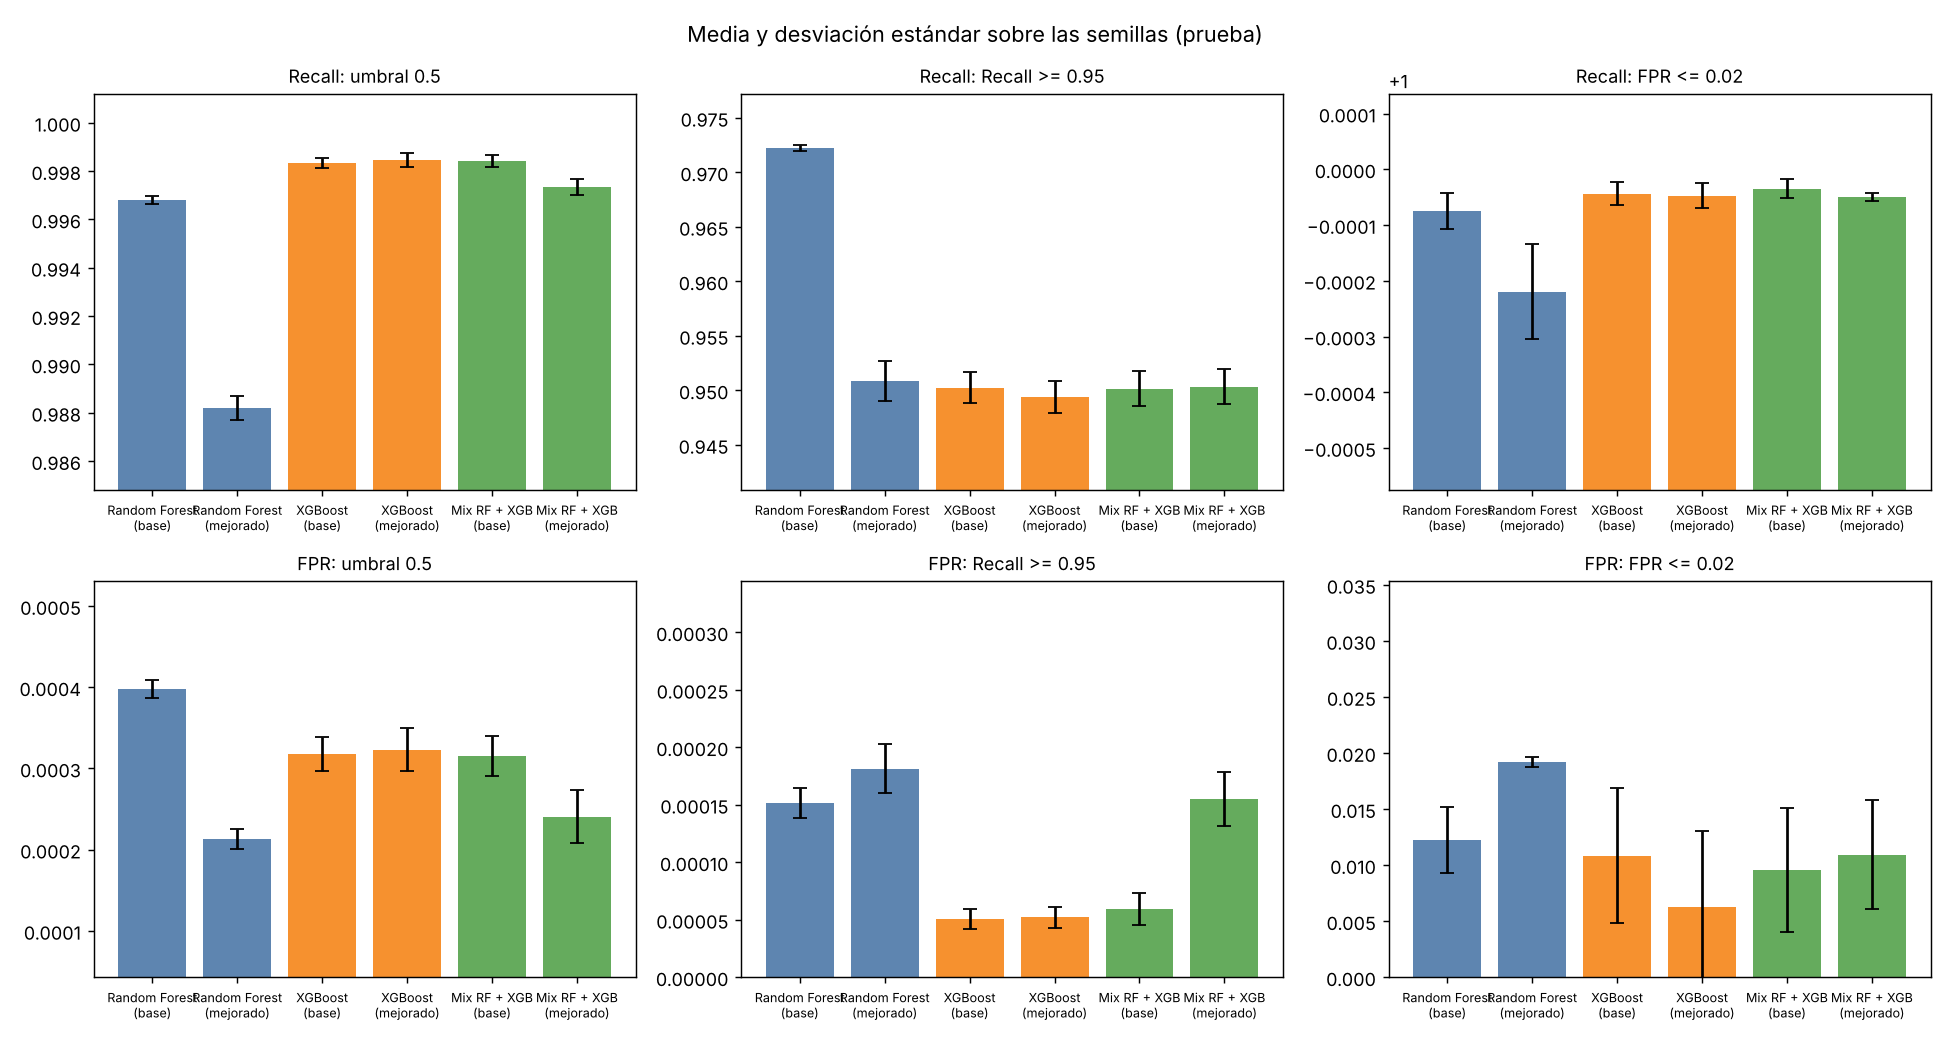 Media y desviación estándar sobre las semillas (prueba)
Recall: umbral 0.5
1.000
0.998
0.996
0.994
0.992
0.990
0.988
0.986
Random Forest
(base)
Random Forest
(mejorado)
XGBoost
(base)
XGBoost
(mejorado)
Mix RF + XGB
(base)
Mix RF + XGB
(mejorado)
Recall: Recall >= 0.95
0.975
0.970
0.965
0.960
0.955
0.950
0.945
Random Forest
(base)
Random Forest
(mejorado)
XGBoost
(base)
XGBoost
(mejorado)
Mix RF + XGB
(base)
Mix RF + XGB
(mejorado)
Recall: FPR <= 0.02
+1
0.0001
0.0000
−0.0001
−0.0002
−0.0003
−0.0004
−0.0005
Random Forest
(base)
Random Forest
(mejorado)
XGBoost
(base)
XGBoost
(mejorado)
Mix RF + XGB
(base)
Mix RF + XGB
(mejorado)
FPR: umbral 0.5
0.0005
0.0004
0.0003
0.0002
0.0001
Random Forest
(base)
Random Forest
(mejorado)
XGBoost
(base)
XGBoost
(mejorado)
Mix RF + XGB
(base)
Mix RF + XGB
(mejorado)
FPR: Recall >= 0.95
0.00030
0.00025
0.00020
0.00015
0.00010
0.00005
0.00000
Random Forest
(base)
Random Forest
(mejorado)
XGBoost
(base)
XGBoost
(mejorado)
Mix RF + XGB
(base)
Mix RF + XGB
(mejorado)
FPR: FPR <= 0.02
0.035
0.030
0.025
0.020
0.015
0.010
0.005
0.000
Random Forest
(base)
Random Forest
(mejorado)
XGBoost
(base)
XGBoost
(mejorado)
Mix RF + XGB
(base)
Mix RF + XGB
(mejorado)